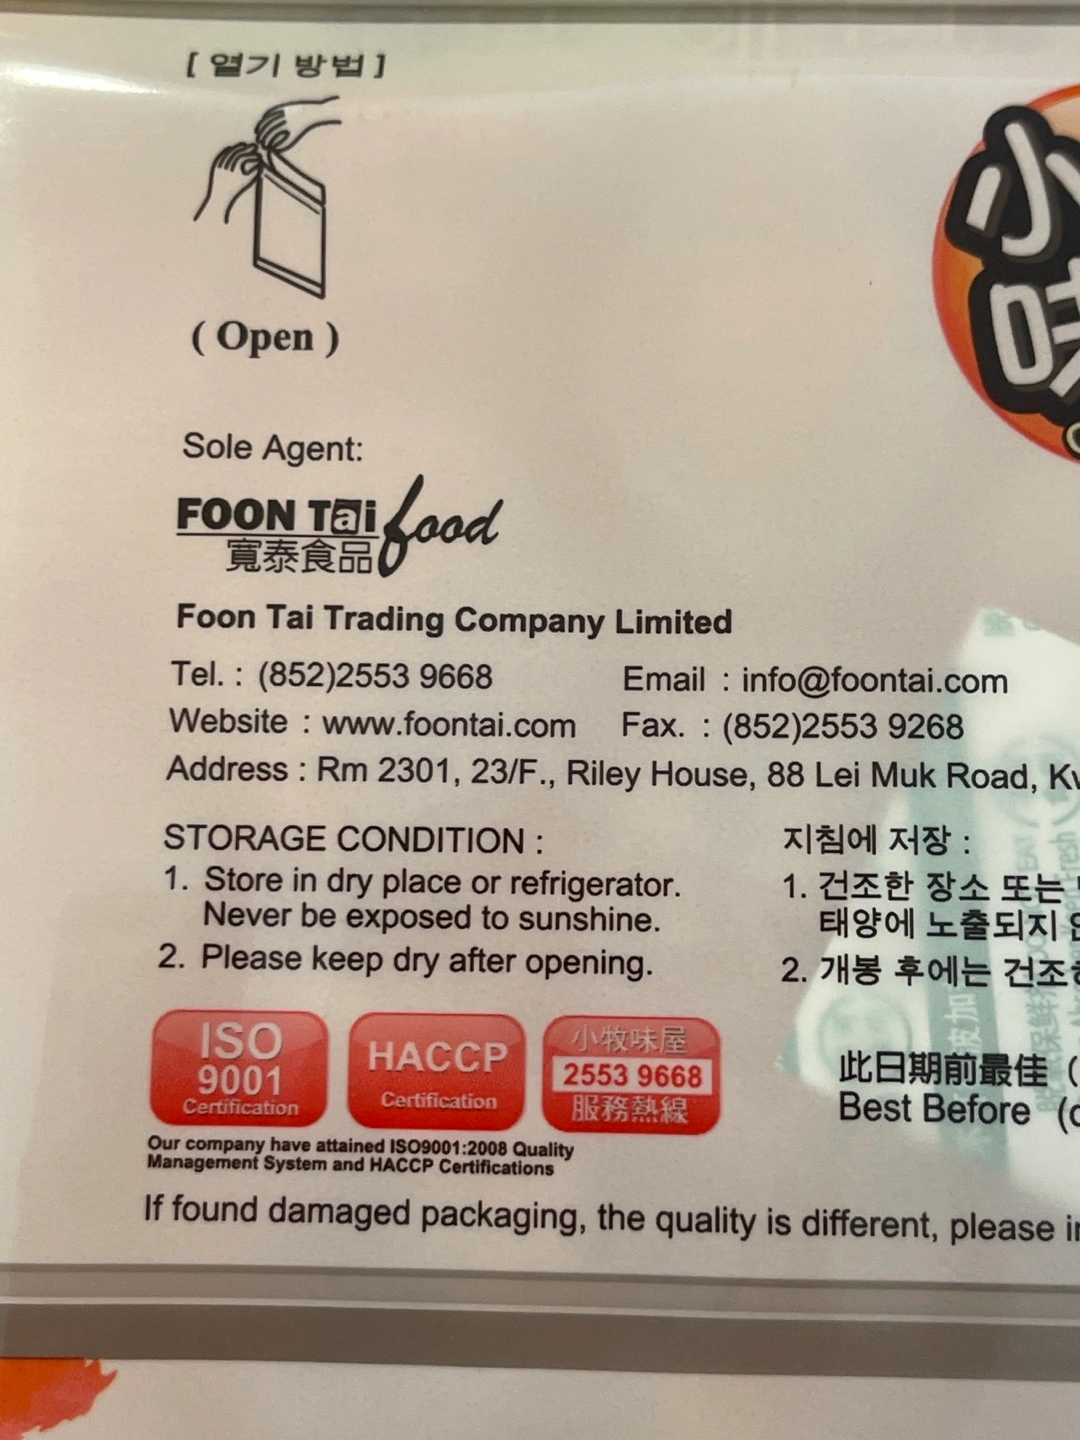 [ 열기 방법 ]
( Open )
小
味
Sole Agent:
FOON Tai food
寬泰食品
Foon Tai Trading Company Limited
Tel. : (852)2553 9668 Email : info@foontai.com
Website : www.foontai.com Fax. : (852)2553 9268
Address : Rm 2301, 23/F., Riley House, 88 Lei Muk Road,
STORAGE CONDITION :
1. Store in dry place or refrigerator.
Never be exposed to sunshine.
2. Please keep dry after opening.
지침에 저장 :
1. 건조한 장소 또는
태양에 노출되지
2. 개봉 후에는
ISO
9001
Certification
HACCP
Certification
小牧味屋
2553 9668
服務熱線
Our company have attained ISO9001:2008 Quality
Management System and HACCP Certifications
此日期前最佳 (
Best Before (
If found damaged packaging, the quality is different, please